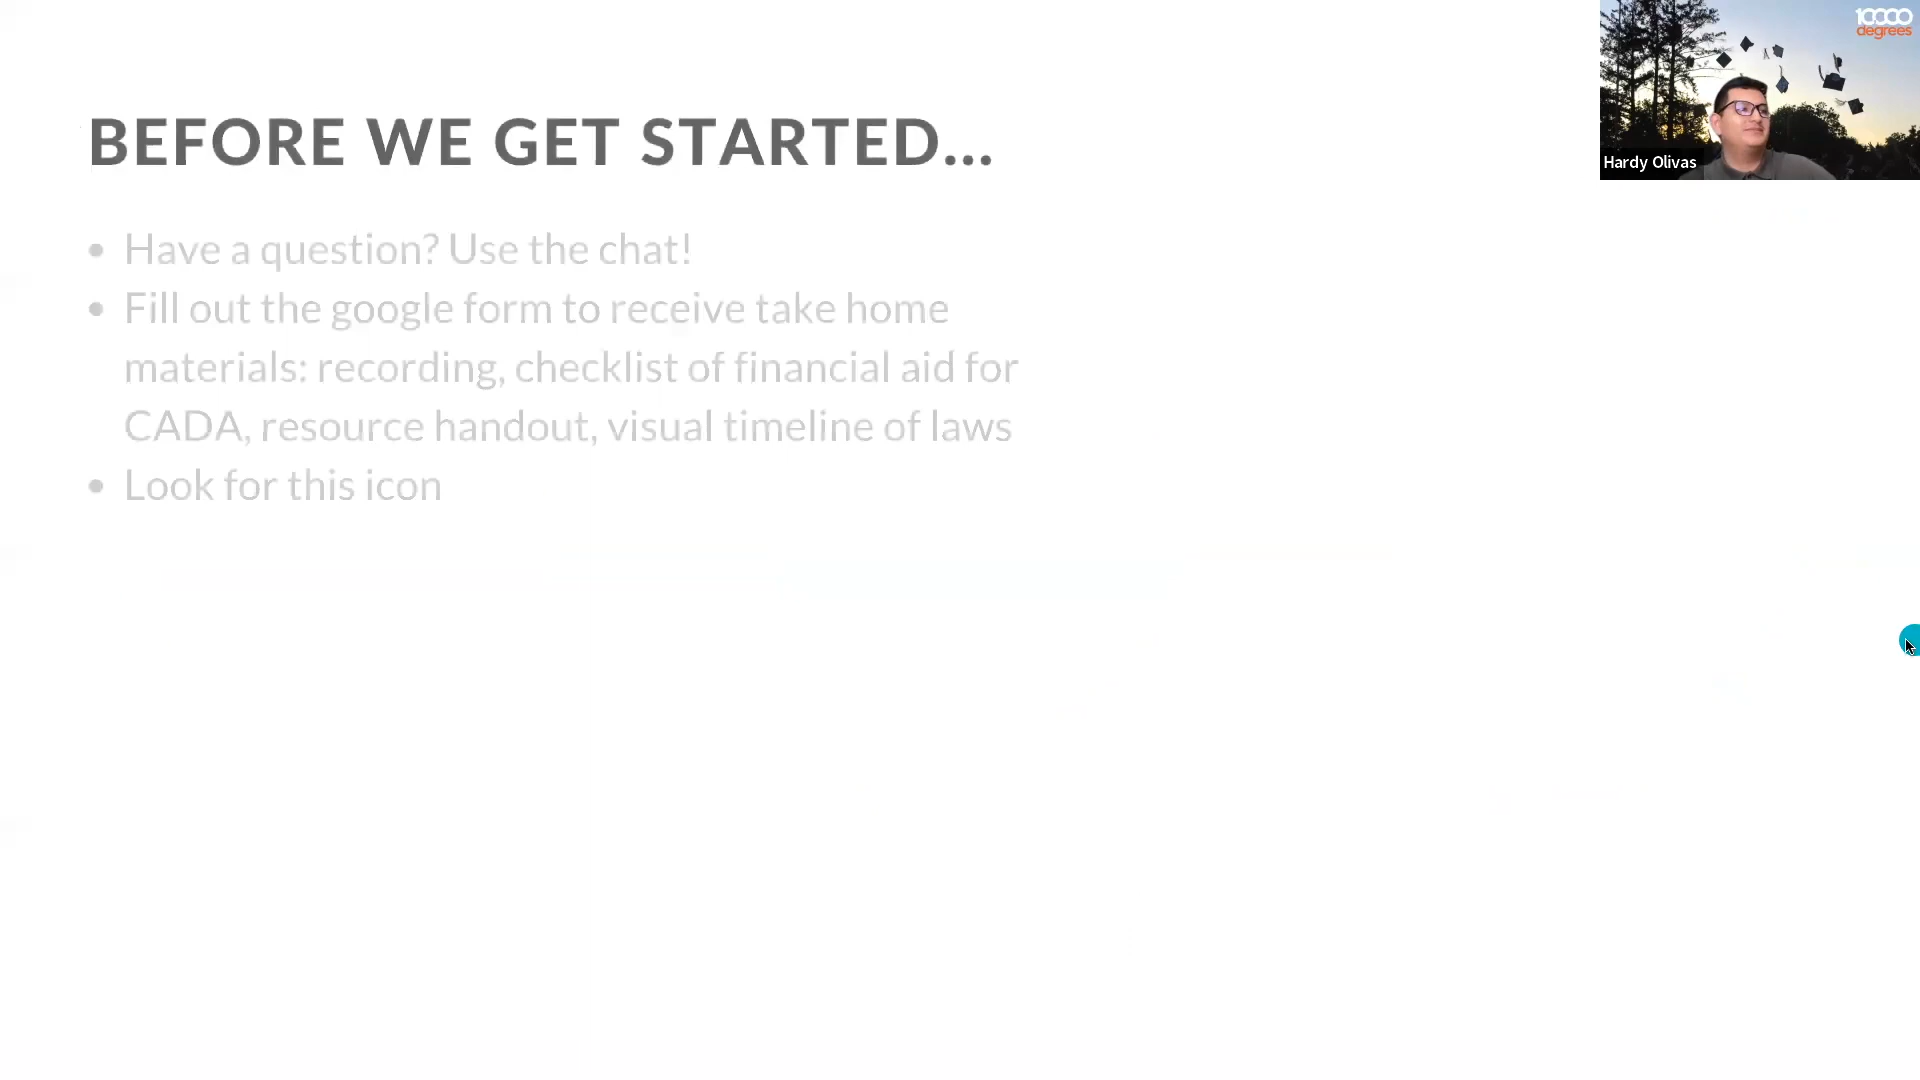 10000
degrees
Hardy Olivas
BEFORE WE GET STARTED...
• Have a question? Use the chat!
• Fill out the google form to receive take home
materials: recording, checklist of financial aid for
CADA, resource handout, visual timeline of laws
• Look for this icon